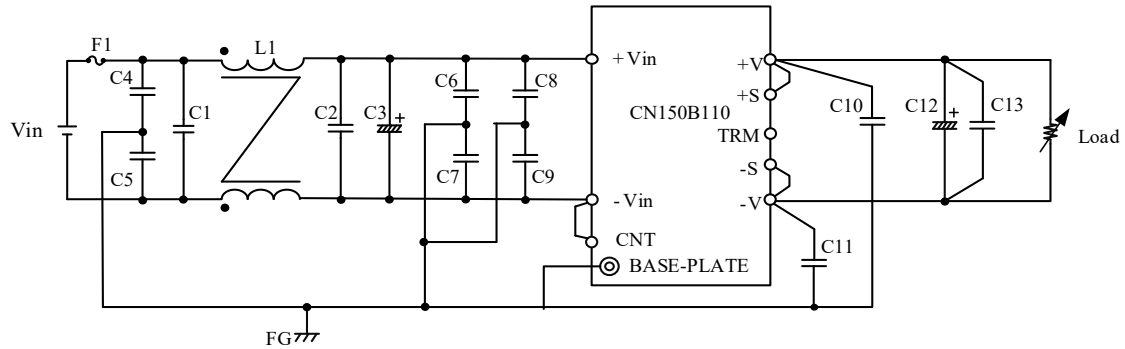 F1
L1
C4
C1
C5
Vin
C2
C3
+
C6
C8
C7
C9
+Vin
-Vin
CNT
BASE-PLATE
CN150B110
+V
+S
TRM
-S
-V
C10
C11
C12
+
C13
Load
FG